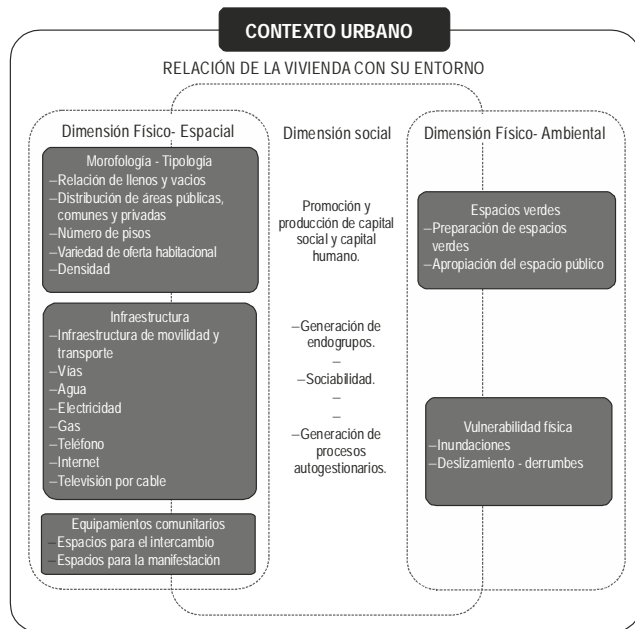 CONTEXTO URBANO
RELACIÓN DE LA VIVIENDA CON SU ENTORNO
Dimensión Físico- Espacial
Morofología - Tipología
–Relación de llenos y vacios
–Distribución de áreas públicas,
comunes y privadas
–Número de pisos
–Variedad de oferta habitacional
–Densidad
Infraestructura
–Infraestructura de movilidad y
transporte
–Vías
–Agua
–Electricidad
–Gas
–Teléfono
–Internet
–Televisión por cable
Equipamientos comunitarios
–Espacios para el intercambio
–Espacios para la manifestación
Dimensión social
Promoción y
producción de capital
social y capital
humano.
–Generación de
endogrupos.
–
–Sociabilidad.
–
–
–Generación de
procesos
autogestionarios.
Dimensión Físico- Ambiental
Espacios verdes
–Preparación de espacios
verdes
–Apropiación del espacio público
Vulnerabilidad física
–Inundaciones
–Deslizamiento - derrumbes